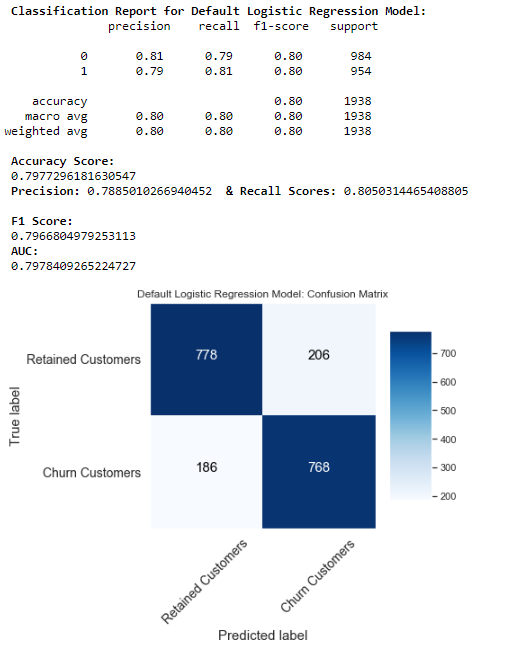 Classification Report for Default Logistic Regression Model:
precision recall f1-score support
0 0.81 0.79 0.80 984
1 0.79 0.81 0.80 954
accuracy 0.80 1938
macro avg 0.80 0.80 0.80 1938
weighted avg 0.80 0.80 0.80 1938
Accuracy Score:
0.7977296181630547
Precision: 0.7885010266940452 & Recall Scores: 0.8050314465408805
F1 Score:
0.7966804979253113
AUC:
0.7978409265224727
Default Logistic Regression Model: Confusion Matrix
True label
Retained Customers
778 206
Churn Customers
186 768
700
600
500
400
300
200
Retained Customers
Churn Customers
Predicted label